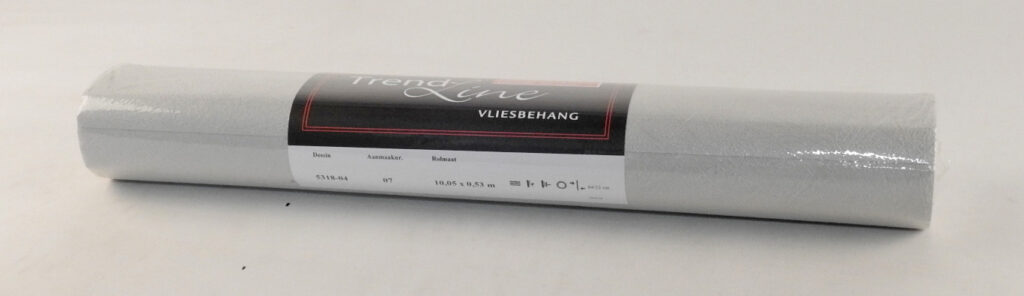 Trend
Line
VLIESBEHANG
Dessin Aanmaaknr. Rolmaat
5318-04 07 10,05 x 0,53 m